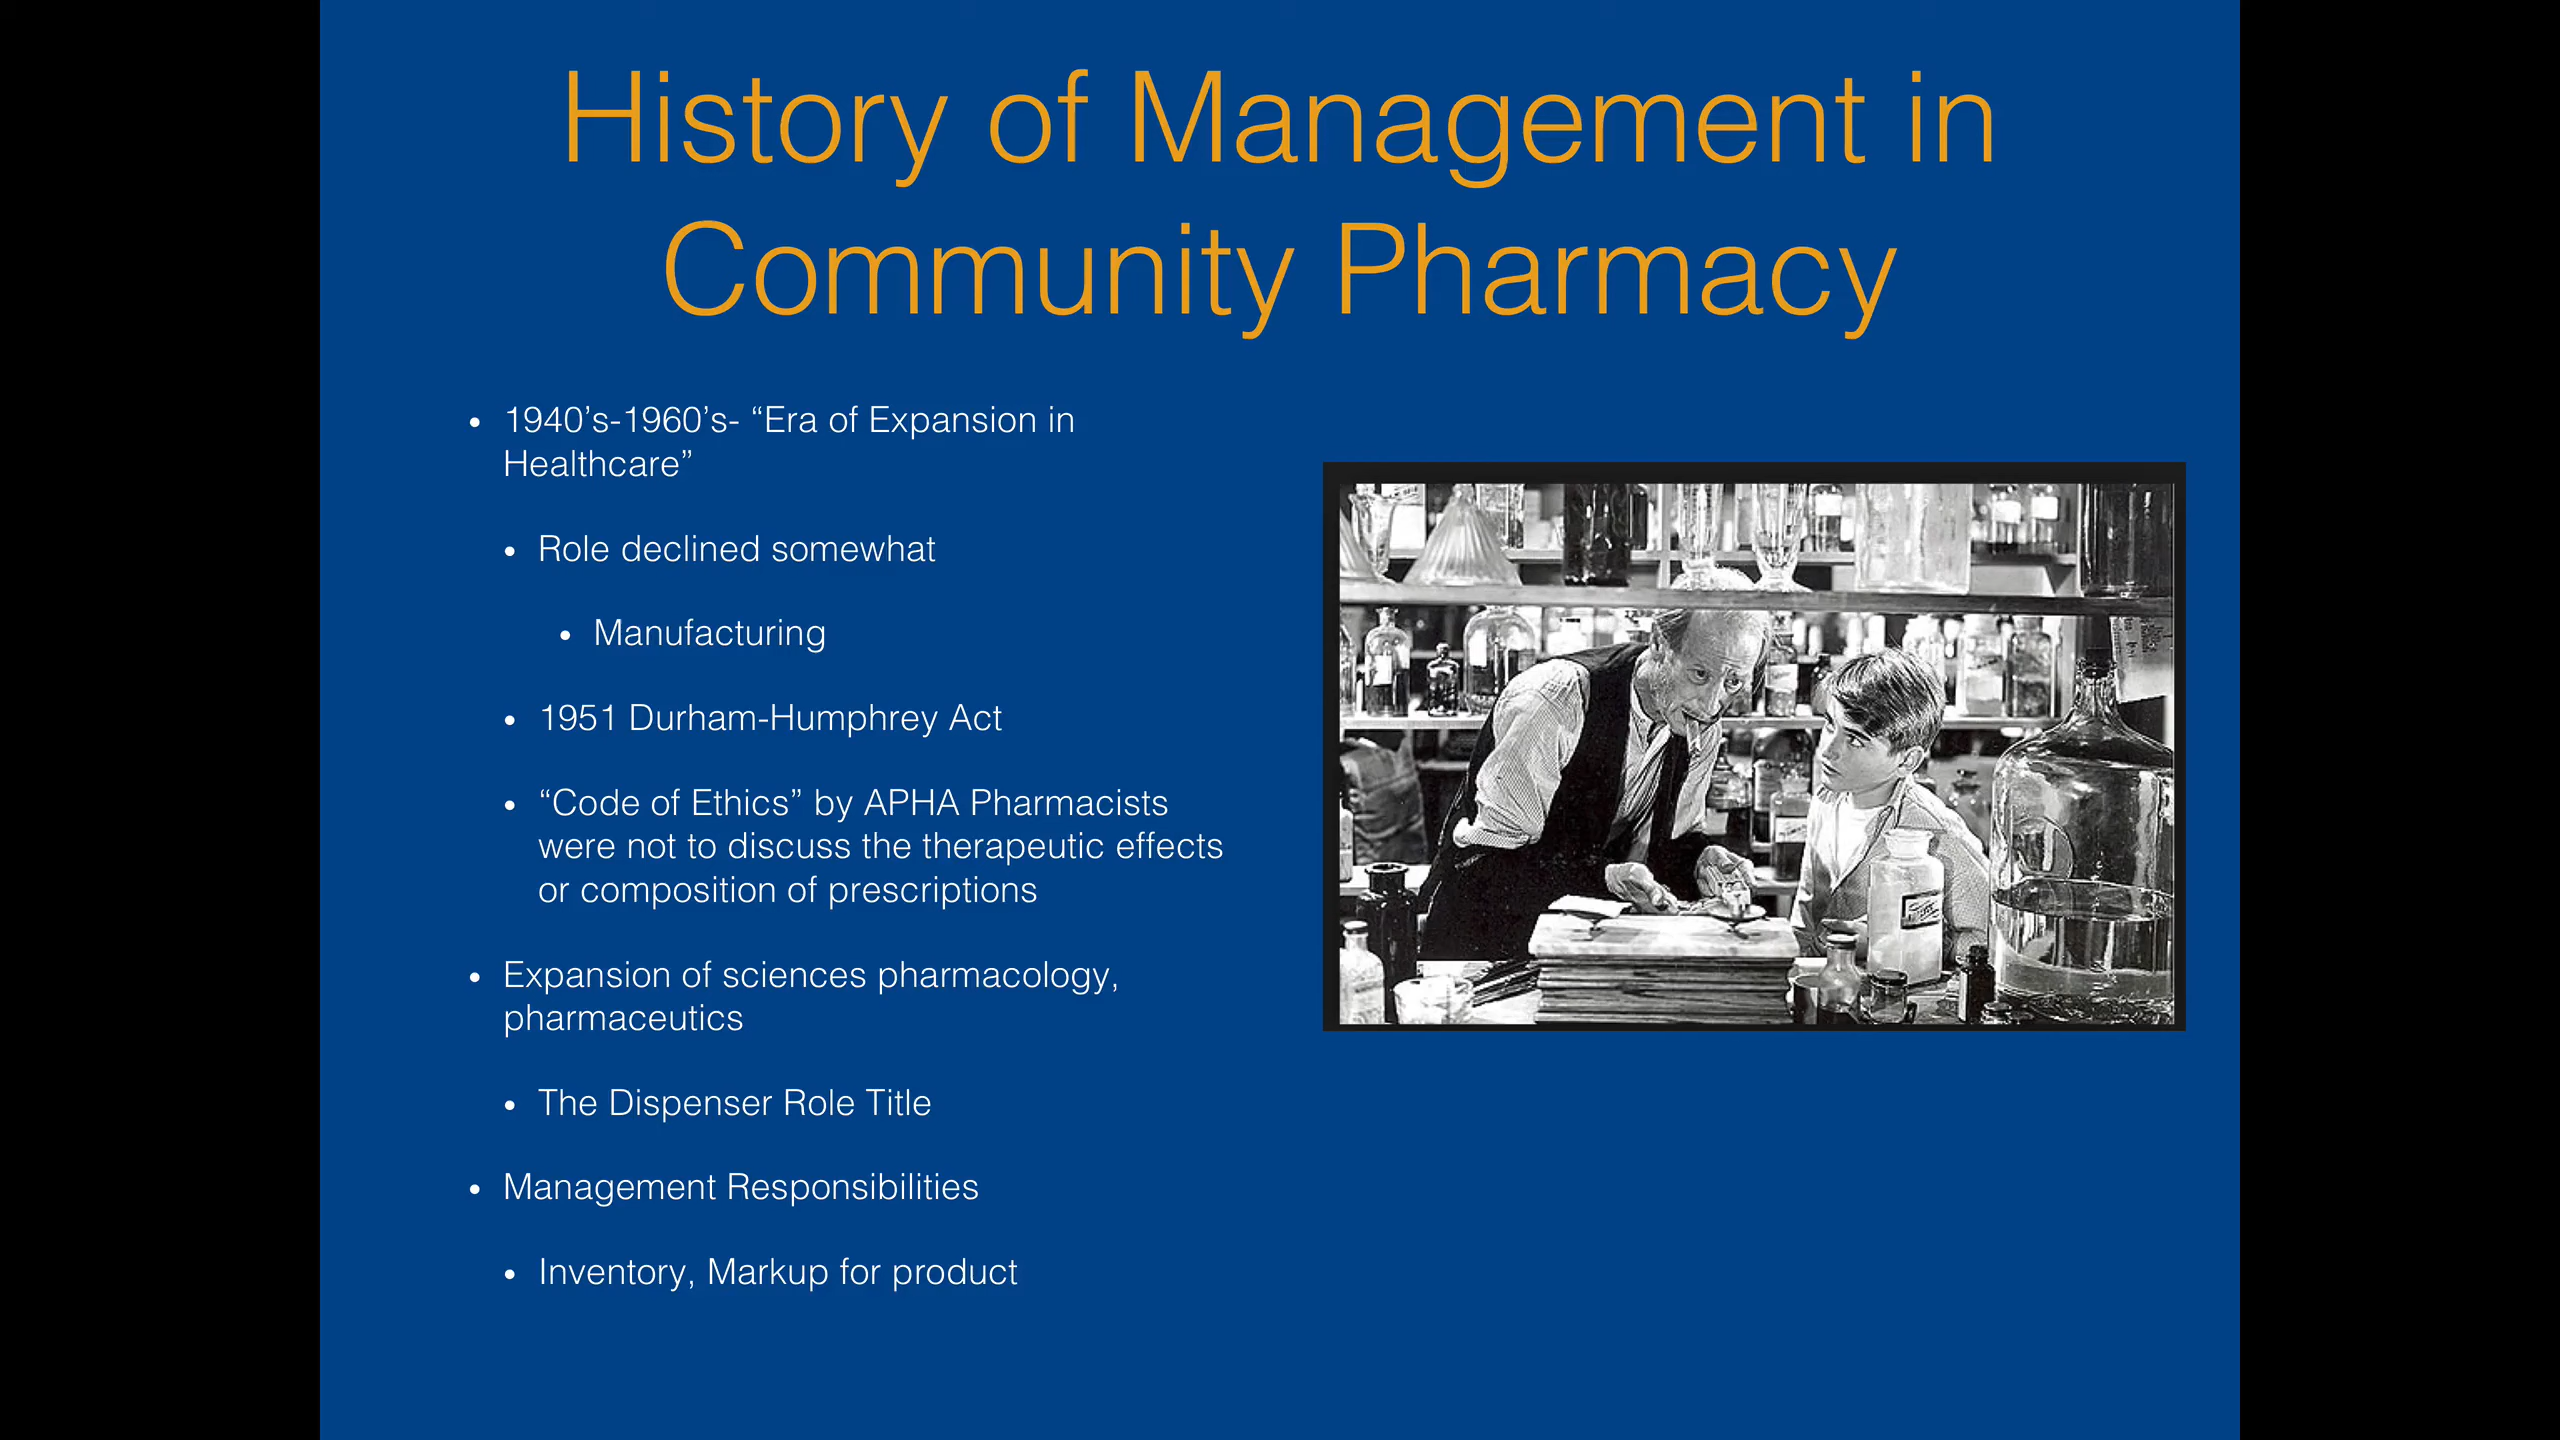 History of Management in
Community Pharmacy
• 1940’s-1960’s- “Era of Expansion in
Healthcare”
• Role declined somewhat
• Manufacturing
• 1951 Durham-Humphrey Act
• “Code of Ethics” by APHA Pharmacists
were not to discuss the therapeutic effects
or composition of prescriptions
• Expansion of sciences pharmacology,
pharmaceutics
• The Dispenser Role Title
• Management Responsibilities
• Inventory, Markup for product